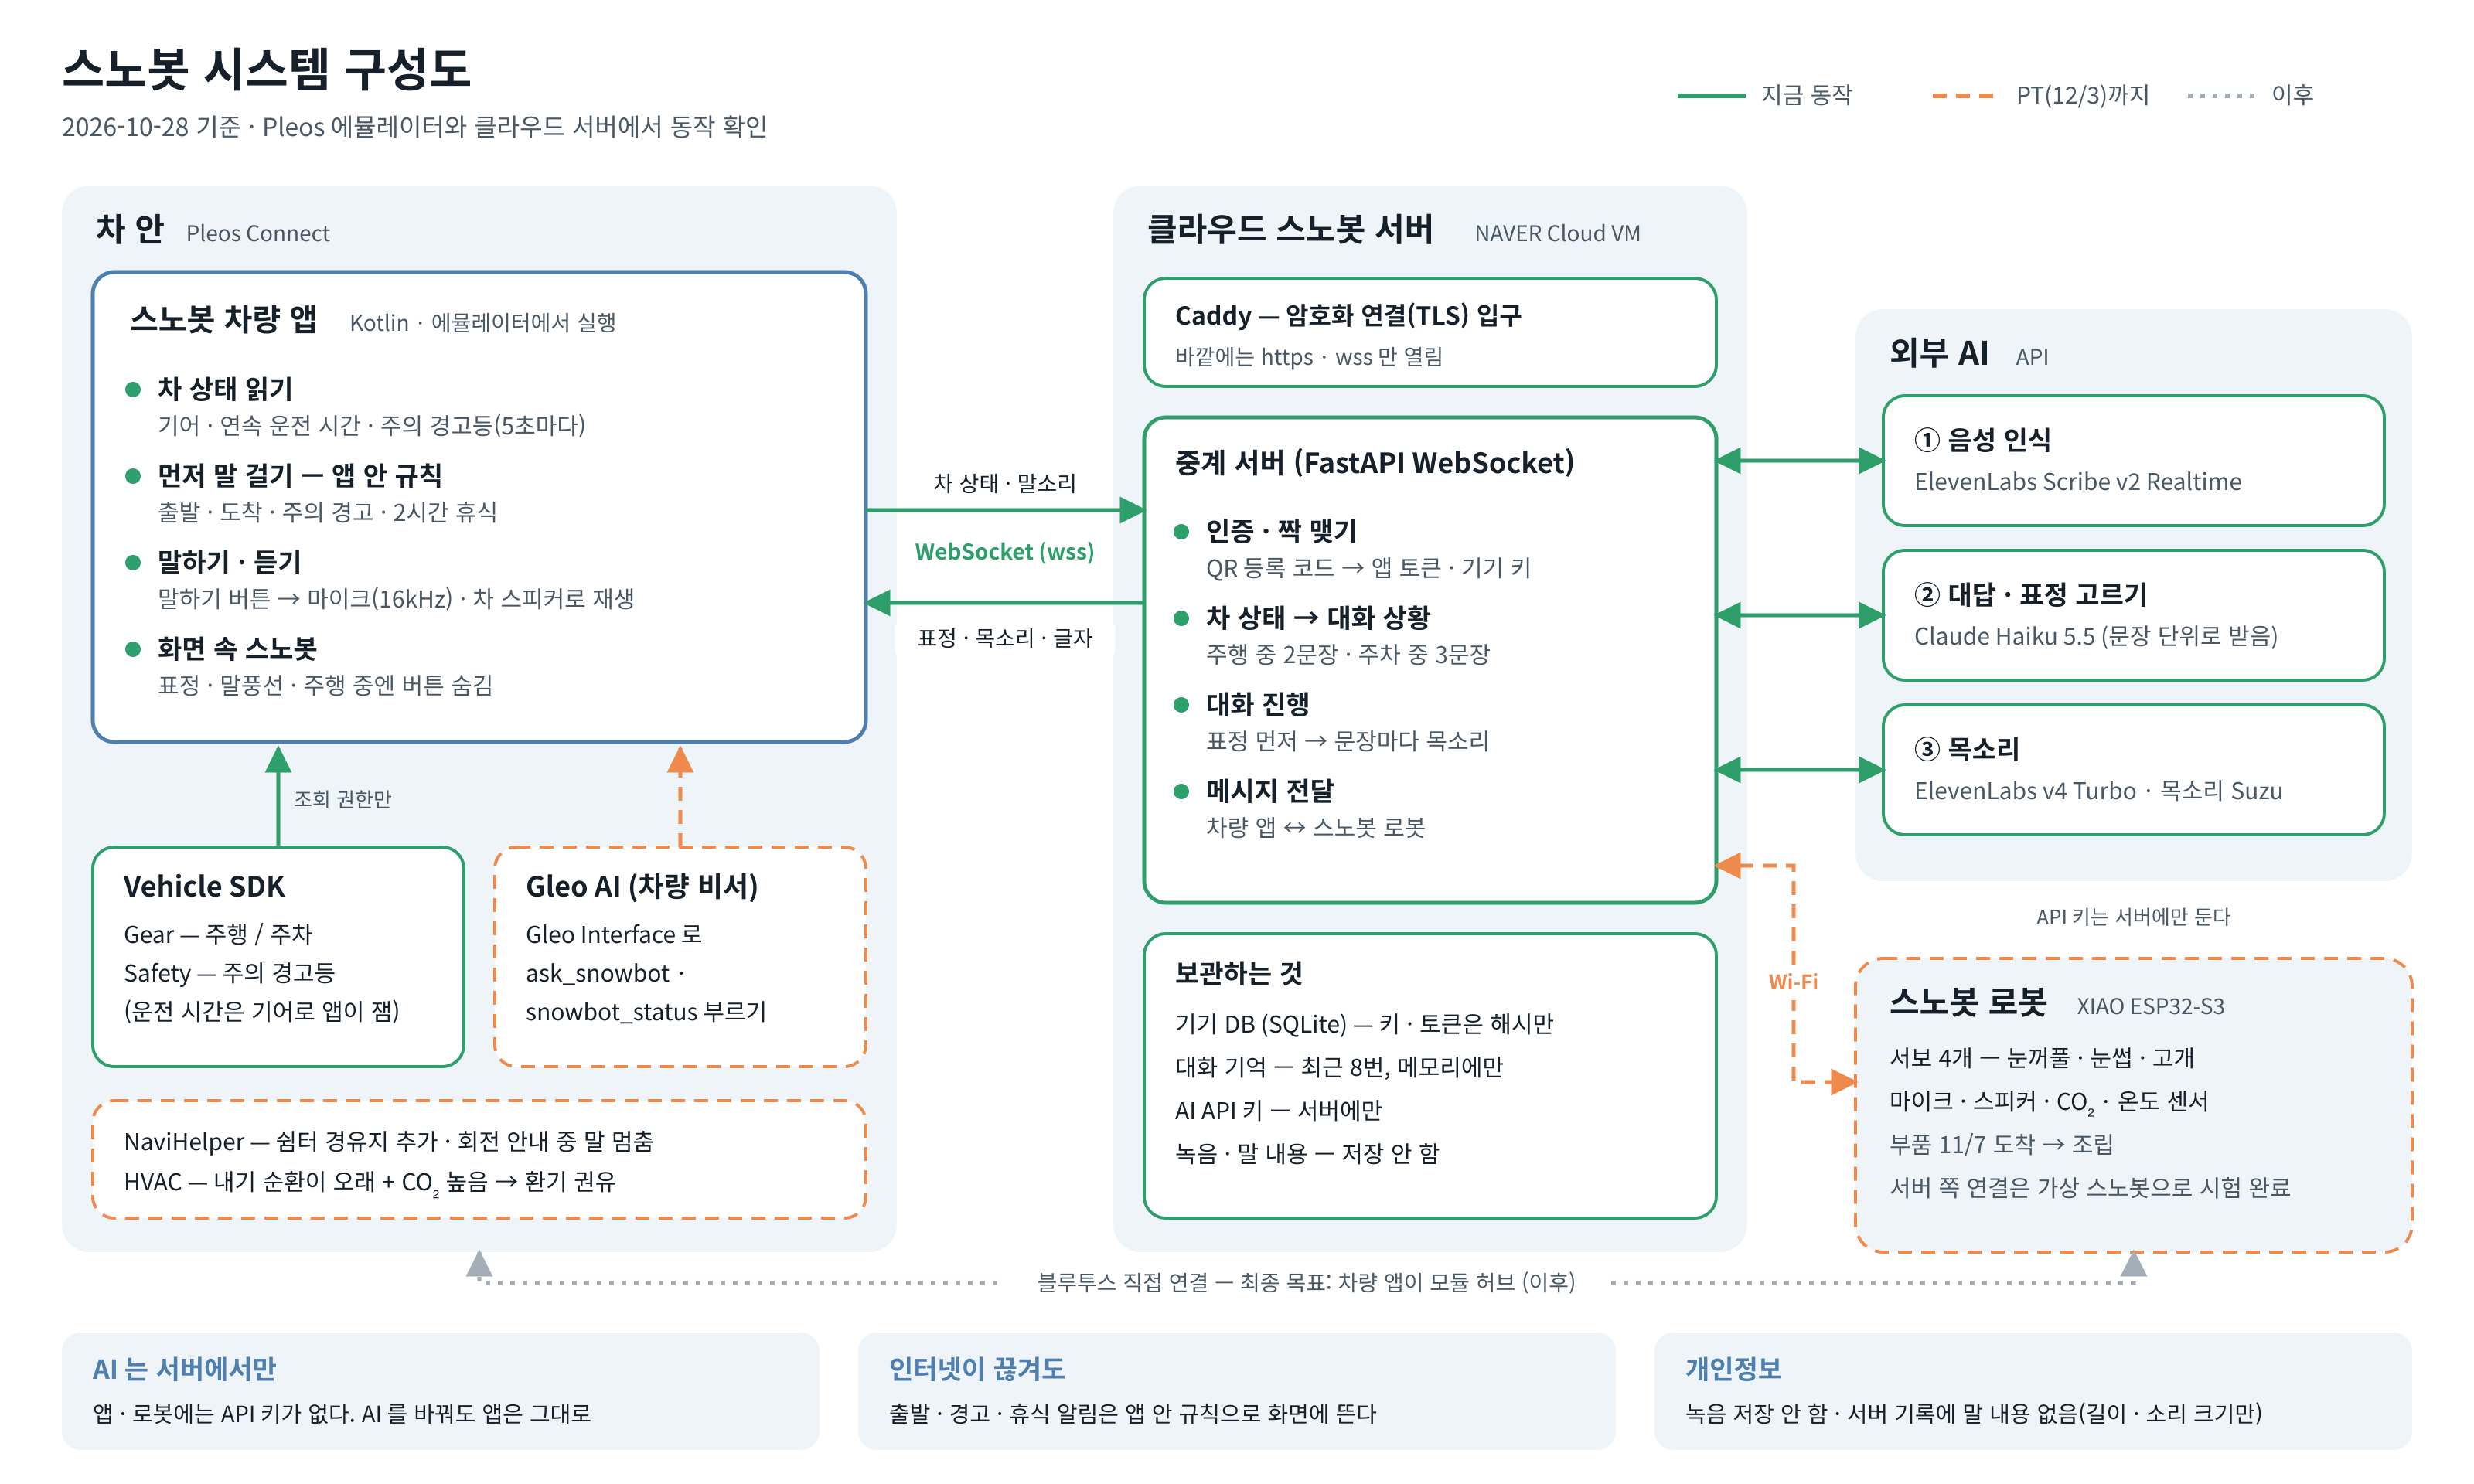 스노봇 시스템 구성도
2026-10-28 기준 · Pleos 에뮬레이터와 클라우드 서버에서 동작 확인
지금 동작
PT(12/3)까지
이후
차 안 Pleos Connect
스노봇 차량 앱 Kotlin · 에뮬레이터에서 실행
차 상태 읽기
기어 · 연속 운전 시간 · 주의 경고등(5초마다)
먼저 말 걸기 — 앱 안 규칙
출발 · 도착 · 주의 경고 · 2시간 휴식
말하기 · 듣기
말하기 버튼 → 마이크(16kHz) · 차 스피커로 재생
화면 속 스노봇
표정 · 말풍선 · 주행 중엔 버튼 숨김
조회 권한만
Vehicle SDK
Gear — 주행 / 주차
Safety — 주의 경고등
(운전 시간은 기어로 앱이 잼)
Gleo AI (차량 비서)
Gleo Interface 로
ask_snowbot ·
snowbot_status 부르기
NaviHelper — 쉼터 경유지 추가 · 회전 안내 중 말 멈춤
HVAC — 내기 순환이 오래 + CO₂ 높음 → 환기 권유
차 상태 · 말소리
WebSocket (wss)
표정 · 목소리 · 글자
클라우드 스노봇 서버 NAVER Cloud VM
Caddy — 암호화 연결(TLS) 입구
바깥에는 https · wss 만 열림
중계 서버 (FastAPI WebSocket)
인증 · 짝 맺기
QR 등록 코드 → 앱 토큰 · 기기 키
차 상태 → 대화 상황
주행 중 2문장 · 주차 중 3문장
대화 진행
표정 먼저 → 문장마다 목소리
메시지 전달
차량 앱 ↔ 스노봇 로봇
보관하는 것
기기 DB (SQLite) — 키 · 토큰은 해시만
대화 기억 — 최근 8번, 메모리에만
AI API 키 — 서버에만
녹음 · 말 내용 — 저장 안 함
외부 AI API
① 음성 인식
ElevenLabs Scribe v2 Realtime
② 대답 · 표정 고르기
Claude Haiku 5.5 (문장 단위로 받음)
③ 목소리
ElevenLabs v4 Turbo · 목소리 Suzu
API 키는 서버에만 둔다
Wi-Fi
스노봇 로봇 XIAO ESP32-S3
서보 4개 — 눈꺼풀 · 눈썹 · 고개
마이크 · 스피커 · CO₂ · 온도 센서
부품 11/7 도착 → 조립
서버 쪽 연결은 가상 스노봇으로 시험 완료
블루투스 직접 연결 — 최종 목표: 차량 앱이 모듈 허브 (이후)
AI 는 서버에서만
앱 · 로봇에는 API 키가 없다. AI 를 바꿔도 앱은 그대로
인터넷이 끊겨도
출발 · 경고 · 휴식 알림은 앱 안 규칙으로 화면에 뜬다
개인정보
녹음 저장 안 함 · 서버 기록에 말 내용 없음(길이 · 소리 크기만)